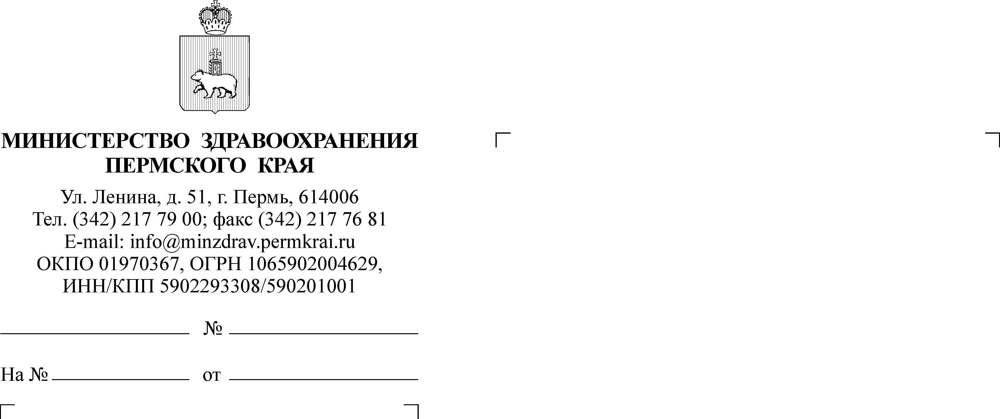 МИНИСТЕРСТВО ЗДРАВООХРАНЕНИЯ
ПЕРМСКОГО КРАЯ
Ул. Ленина, д. 51, г. Пермь, 614006
Тел. (342) 217 79 00; факс (342) 217 76 81
E-mail: info@minzdrav.permkrai.ru
ОКПО 01970367, ОГРН 1065902004629,
ИНН/КПП 5902293308/590201001
№
На № от